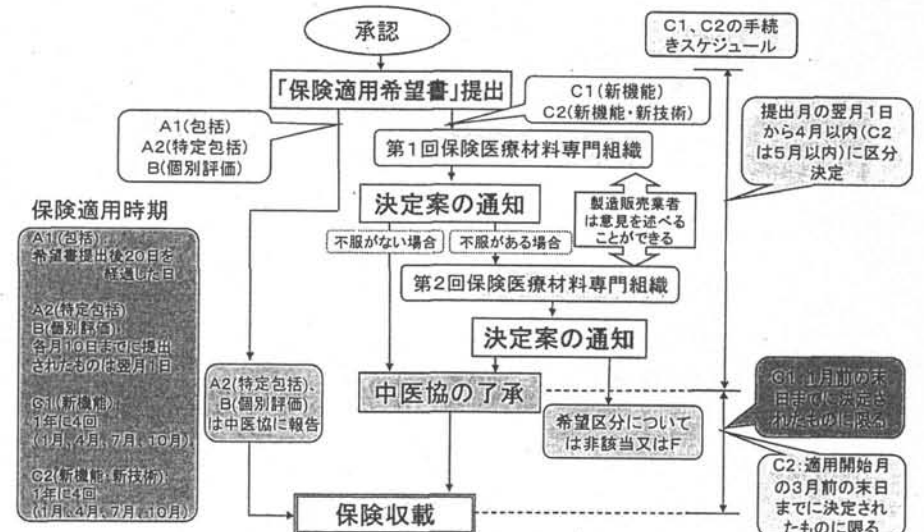 承認
C1、C2の手続
きスケジュール
「保険適用希望書」提出
C1(新機能)
C2(新機能・新技術)
A1(包括)
A2(特定包括)
B(個別評価)
提出月の翌月1日
から4月以内(C2
は5月以内)に区分
決定
第1回保険医療材料専門組織
決定案の通知
製造販売業者
は意見を述べる
ことができる
不服がない場合
不服がある場合
第2回保険医療材料専門組織
決定案の通知
保険適用時期
A1(包括):
希望書提出後20日を
経過した日
A2(特定包括)
B(個別評価):
各月10日までに提出
されたものは翌月1日
C1(新機能):
1年に4回
(1月、4月、7月、10月)
C2(新機能・新技術):
1年に4回
(1月、4月、7月、10月)
A2(特定包括)、
B(個別評価)
は中医協に報告
中医協の了承
希望区分について
は非該当又はF
C1:1月前の末
日までに決定さ
れたものに限る
C2:適用開始月
の3月前の末日
までに決定され
たものに限る
保険収載